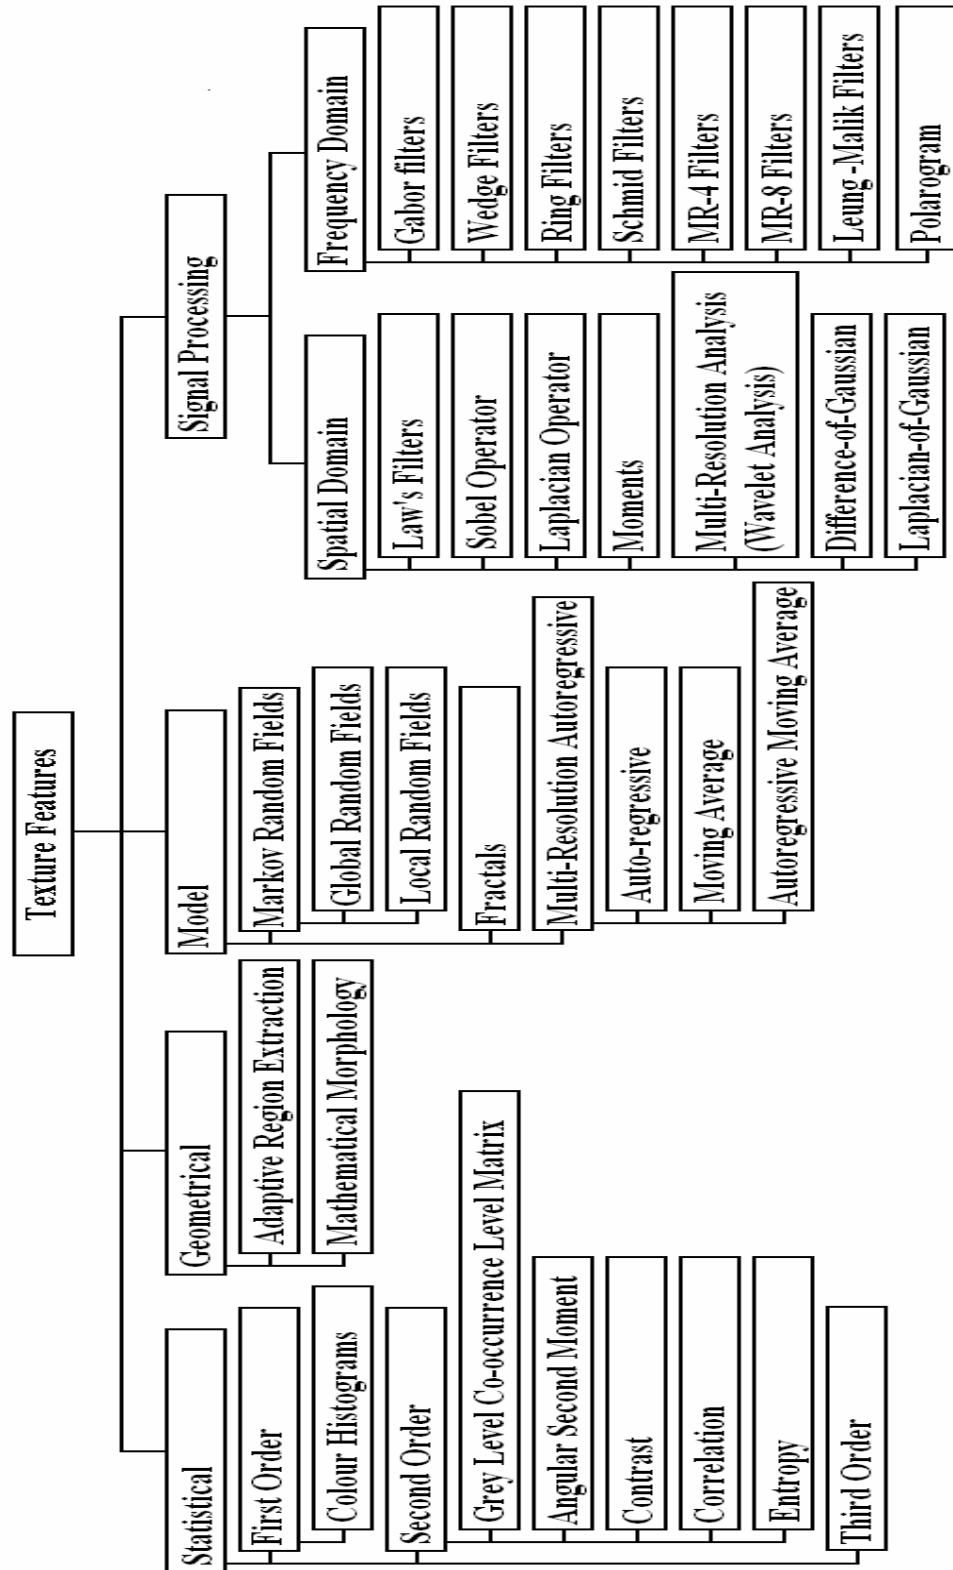 Texture Features
Statistical
First Order
Colour Histograms
Second Order
Grey Level Co-occurrence Level Matrix
Angular Second Moment
Contrast
Correlation
Entropy
Third Order
Geometrical
Adaptive Region Extraction
Mathematical Morphology
Model
Markov Random Fields
Global Random Fields
Local Random Fields
Fractals
Multi-Resolution Autoregressive
Auto-regressive
Moving Average
Autoregressive Moving Average
Signal Processing
Spatial Domain
Law's Filters
Sobel Operator
Laplacian Operator
Moments
Multi-Resolution Analysis
(Wavelet Analysis)
Difference-of-Gaussian
Laplacian-of-Gaussian
Frequency Domain
Gabor filters
Wedge Filters
Ring Filters
Schmid Filters
MR-4 Filters
MR-8 Filters
Leung -Malik Filters
Polarogram